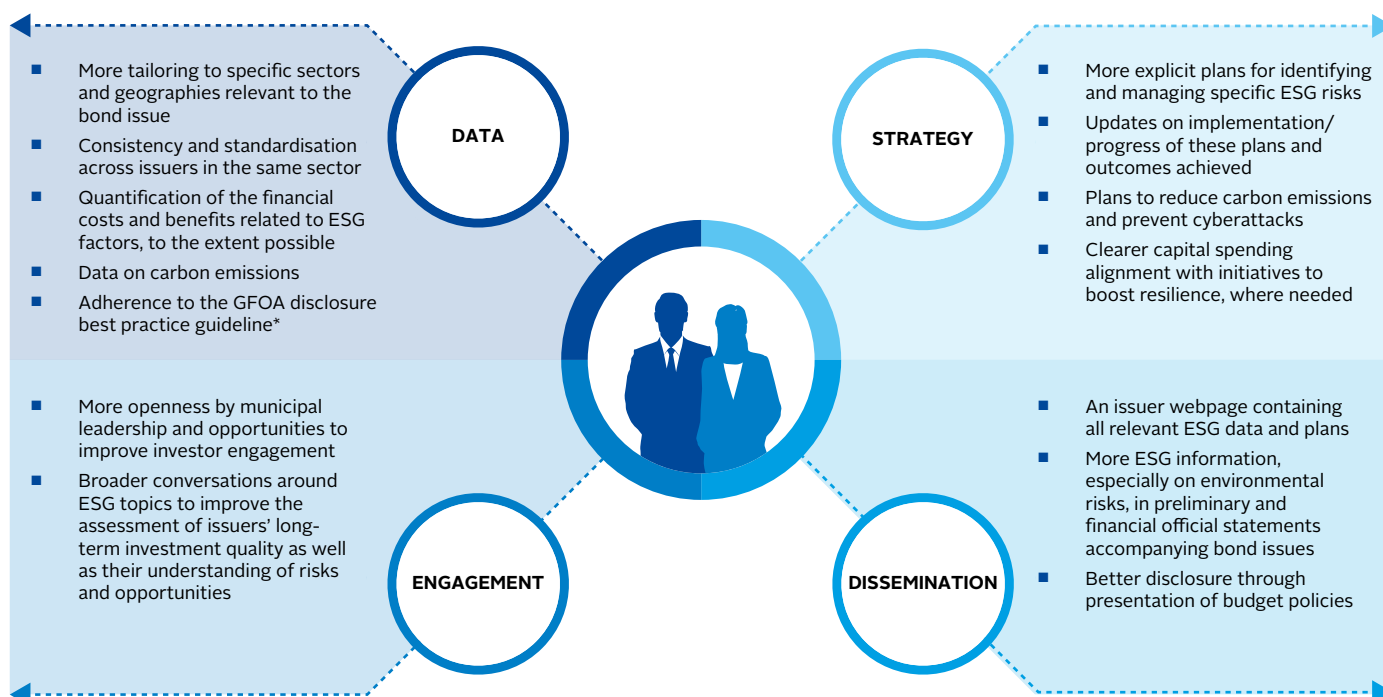 ■ More tailoring to specific sectors
and geographies relevant to the
bond issue
■ Consistency and standardisation
across issuers in the same sector
■ Quantification of the financial
costs and benefits related to ESG
factors, to the extent possible
■ Data on carbon emissions
■ Adherence to the GFOA disclosure
best practice guideline*
DATA
STRATEGY
■ More explicit plans for identifying
and managing specific ESG risks
■ Updates on implementation/
progress of these plans and
outcomes achieved
■ Plans to reduce carbon emissions
and prevent cyberattacks
■ Clearer capital spending
alignment with initiatives to
boost resilience, where needed
■ More openness by municipal
leadership and opportunities to
improve investor engagement
■ Broader conversations around
ESG topics to improve the
assessment of issuers' long-
term investment quality as well
as their understanding of risks
and opportunities
ENGAGEMENT
DISSEMINATION
■ An issuer webpage containing
all relevant ESG data and plans
■ More ESG information,
especially on environmental
risks, in preliminary and
financial official statements
accompanying bond issues
■ Better disclosure through
presentation of budget policies